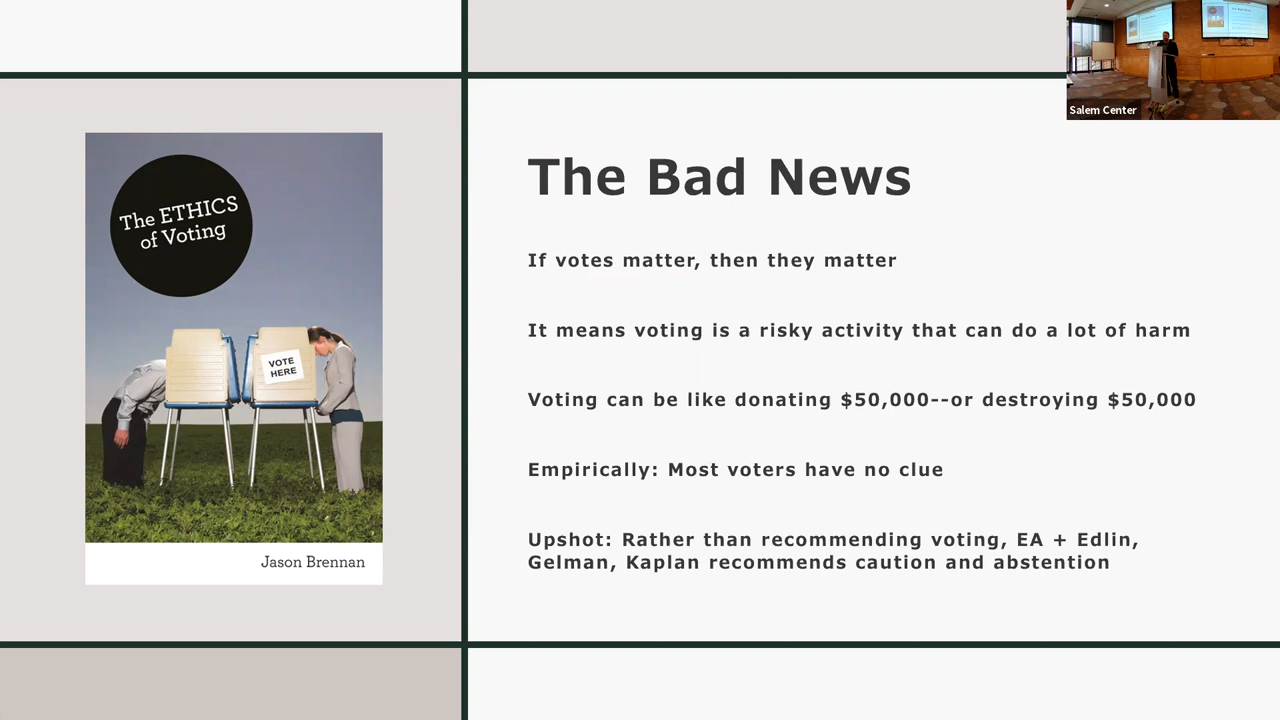 The ETHICS
of Voting
VOTE
HERE
Jason Brennan
The Bad News
If votes matter, then they matter
It means voting is a risky activity that can do a lot of harm
Voting can be like donating $50,000--or destroying $50,000
Empirically: Most voters have no clue
Upshot: Rather than recommending voting, EA + Edlin,
Gelman, Kaplan recommends caution and abstention
Salem Center